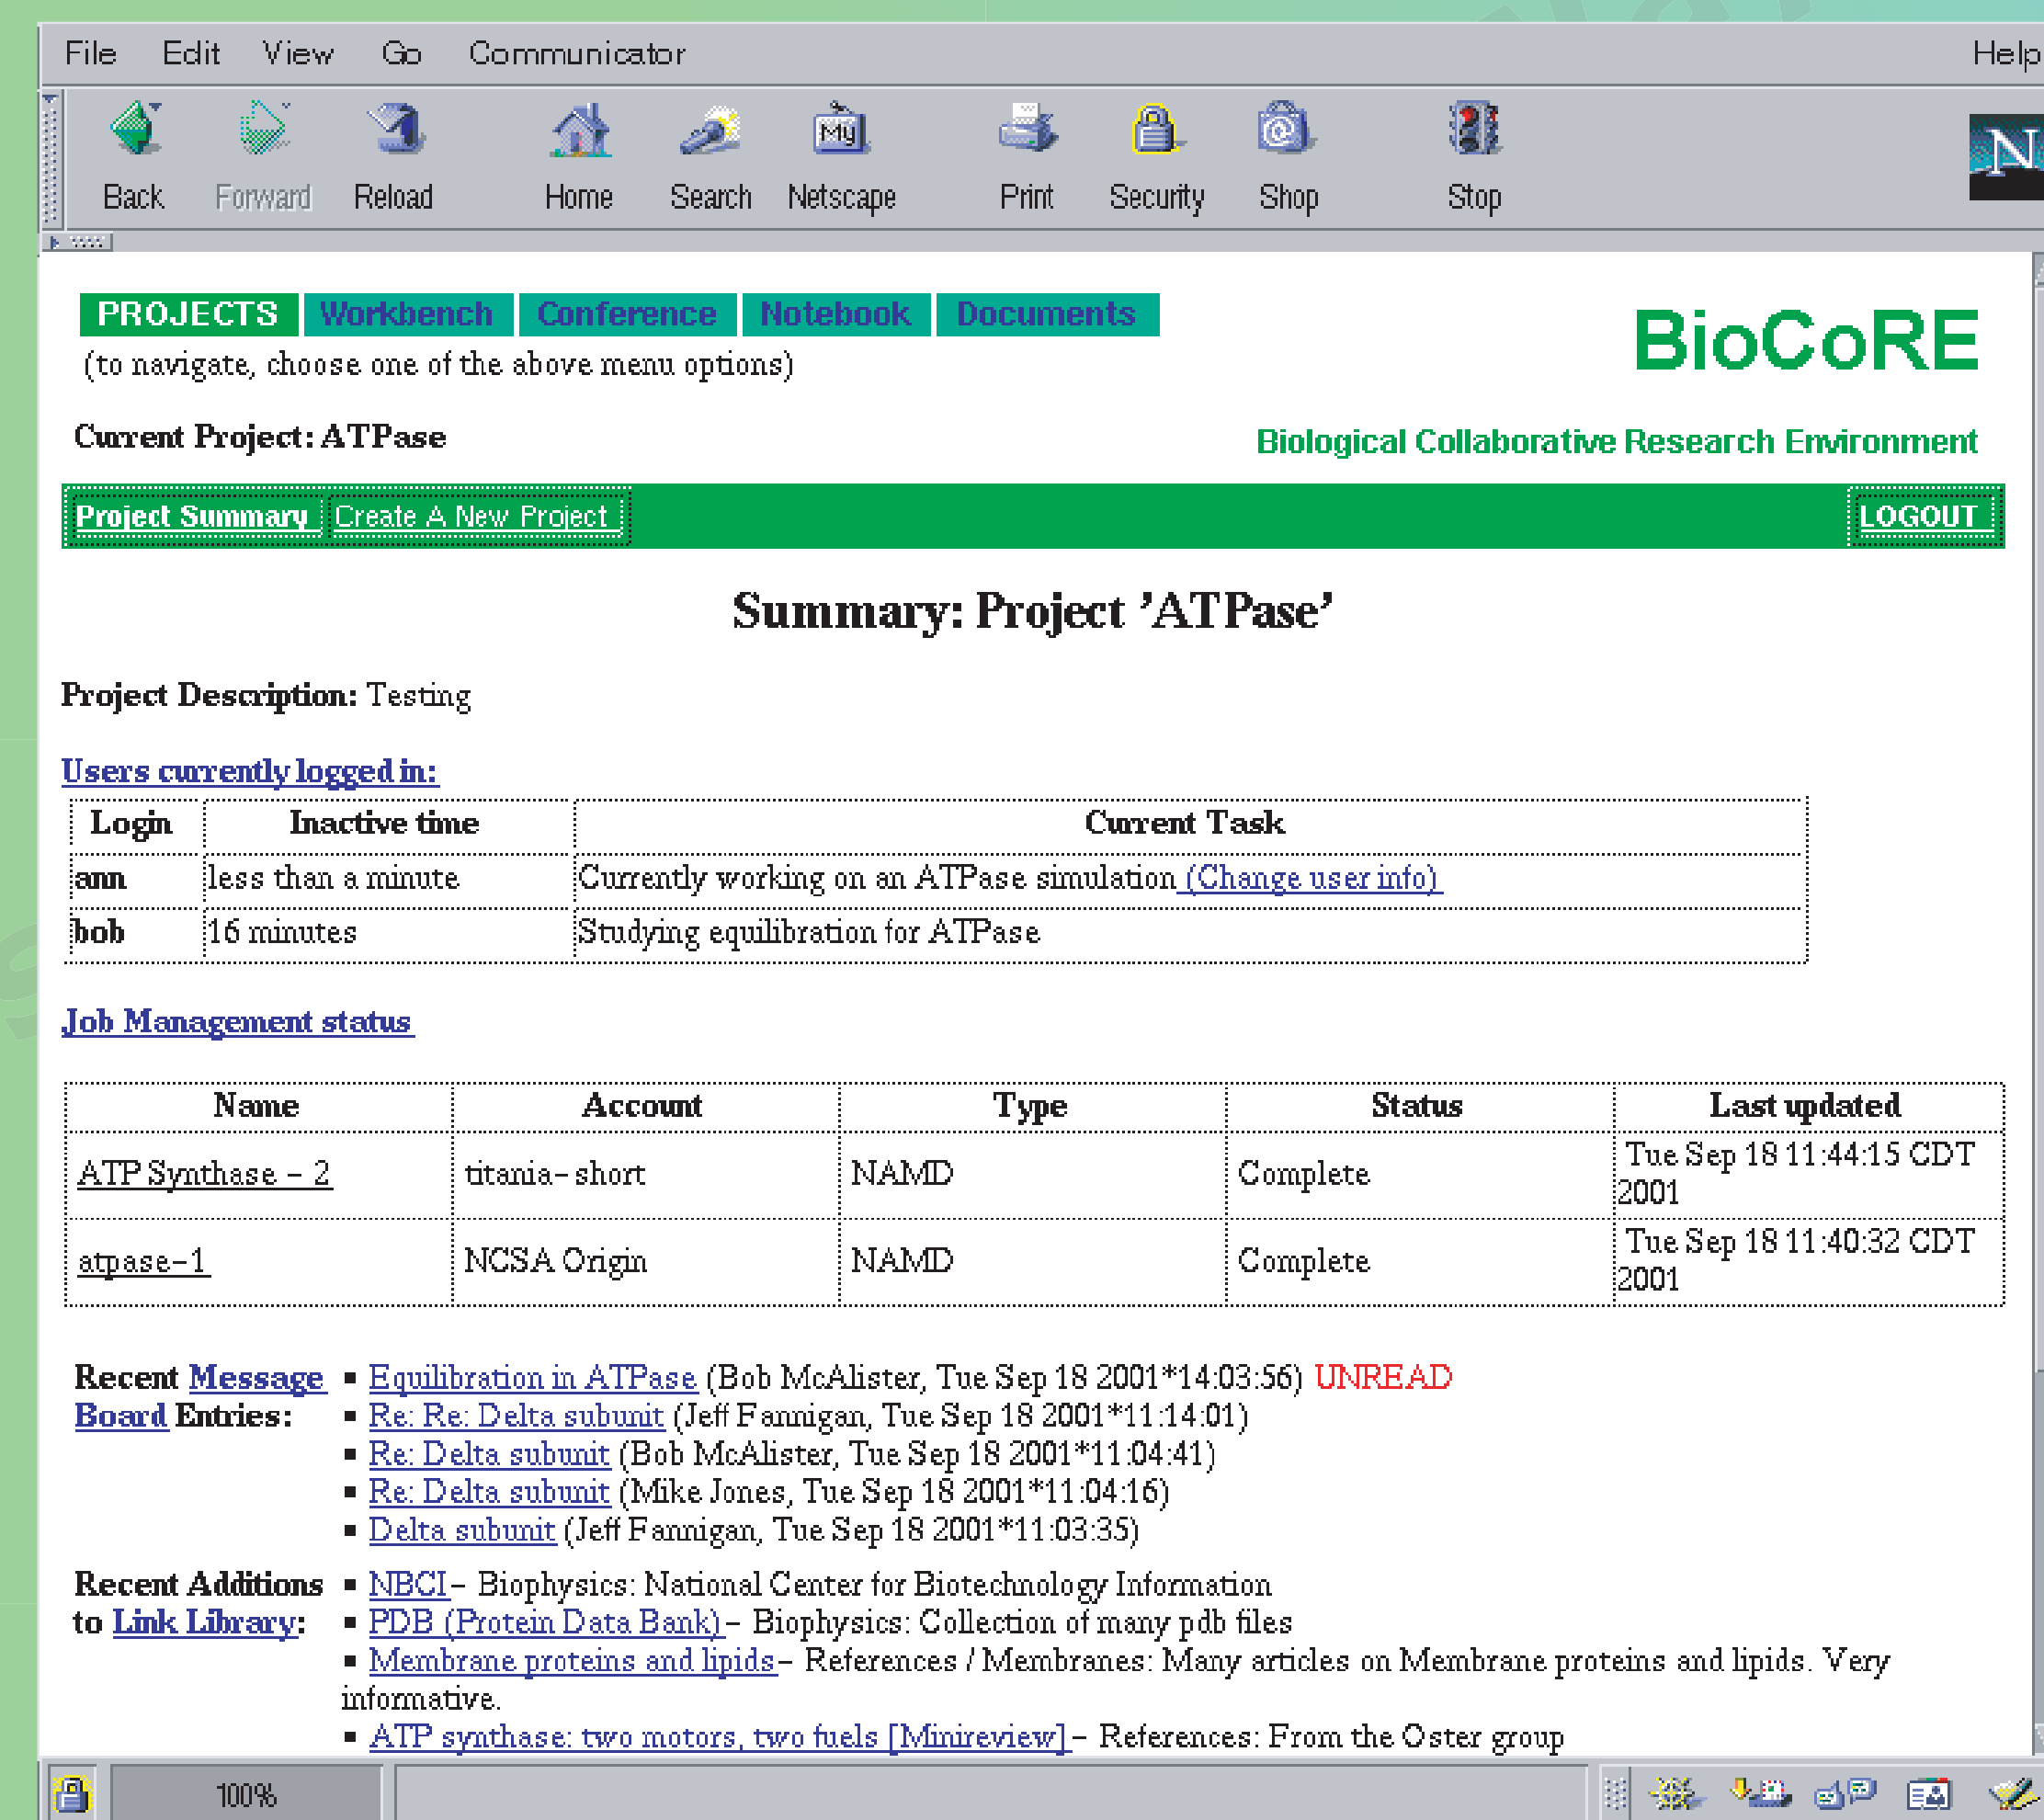 File Edit View Go Communicator Help
Back Forward Reload Home Search Netscape Print Security Shop Stop
My
N
PROJECTS Workbench Conference Notebook Documents
(to navigate, choose one of the above menu options)
BioCoRE
Current Project: ATPase
Biological Collaborative Research Environment
Project Summary Create A New Project LOGOUT
Summary: Project 'ATPase'
Project Description: Testing
Users currently logged in:
Login Inactive time Current Task
ann less than a minute Currently working on an ATPase simulation (Change user info)
bob 16 minutes Studying equilibration for ATPase
Job Management status
Name Account Type Status Last updated
ATP Synthase - 2 titania-short NAMD Complete Tue Sep 18 11:44:15 CDT
2001
atpase-1 NCSA Origin NAMD Complete Tue Sep 18 11:40:32 CDT
2001
Recent Message ▪ Equilibration in ATPase (Bob McAlister, Tue Sep 18 2001*14:03:56) UNREAD
Board Entries: ▪ Re: Re: Delta subunit (Jeff Fannigan, Tue Sep 18 2001*11:14:01)
▪ Re: Delta subunit (Bob McAlister, Tue Sep 18 2001*11:04:41)
▪ Re: Delta subunit (Mike Jones, Tue Sep 18 2001*11:04:16)
▪ Delta subunit (Jeff Fannigan, Tue Sep 18 2001*11:03:35)
Recent Additions ▪ NBCI- Biophysics: National Center for Biotechnology Information
to Link Library: ▪ PDB (Protein Data Bank)- Biophysics: Collection of many pdb files
▪ Membrane proteins and lipids- References / Membranes: Many articles on Membrane proteins and lipids. Very
informative.
▪ ATP synthase: two motors, two fuels [Minireview]- References: From the Oster group
100%